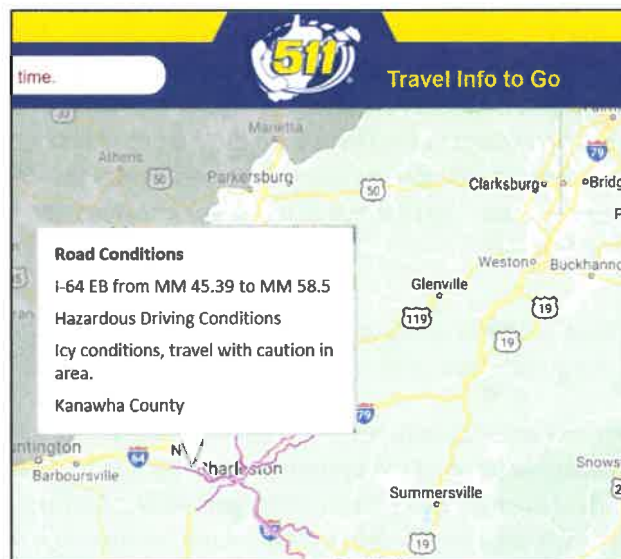 511
time.
Travel Info to Go
Marietta
Athens
79
50
Parkersburg
50
Clarksburg
Bridg
Road Conditions
i-64 EB from MM 45.39 to MM 58.5
Hazardous Driving Conditions
Icy conditions, travel with caution in
area.
Kanawha County
Weston
Buckhanno
Glenville
119
19
19
79
untington
64
N
Charleston
Barboursville
Snows
Summersville
19